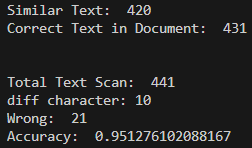 Similar Text:  420
Correct Text in Document:  431
Total Text Scan:  441
diff character: 10
Wrong:  21
Accuracy:  0.951276102088167